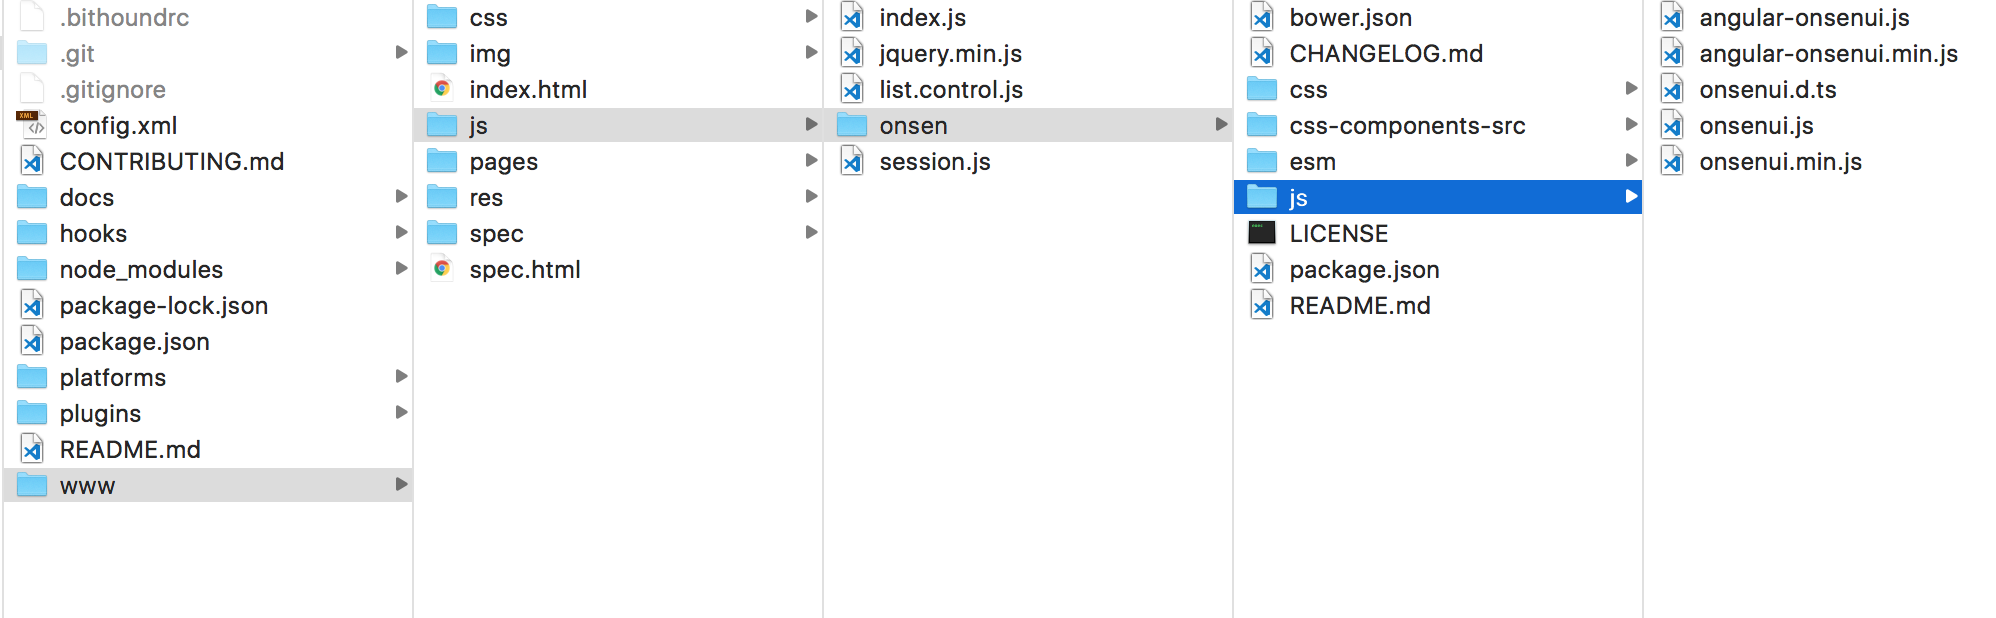 .bithoundrc
.git
.gitignore
config.xml
CONTRIBUTING.md
docs
hooks
node_modules
package-lock.json
package.json
platforms
plugins
README.md
www
css
img
index.html
js
pages
res
spec
spec.html
index.js
jquery.min.js
list.control.js
onsen
session.js
bower.json
CHANGELOG.md
css
css-components-src
esm
js
LICENSE
package.json
README.md
angular-onsenui.js
angular-onsenui.min.js
onsenui.d.ts
onsenui.js
onsenui.min.js